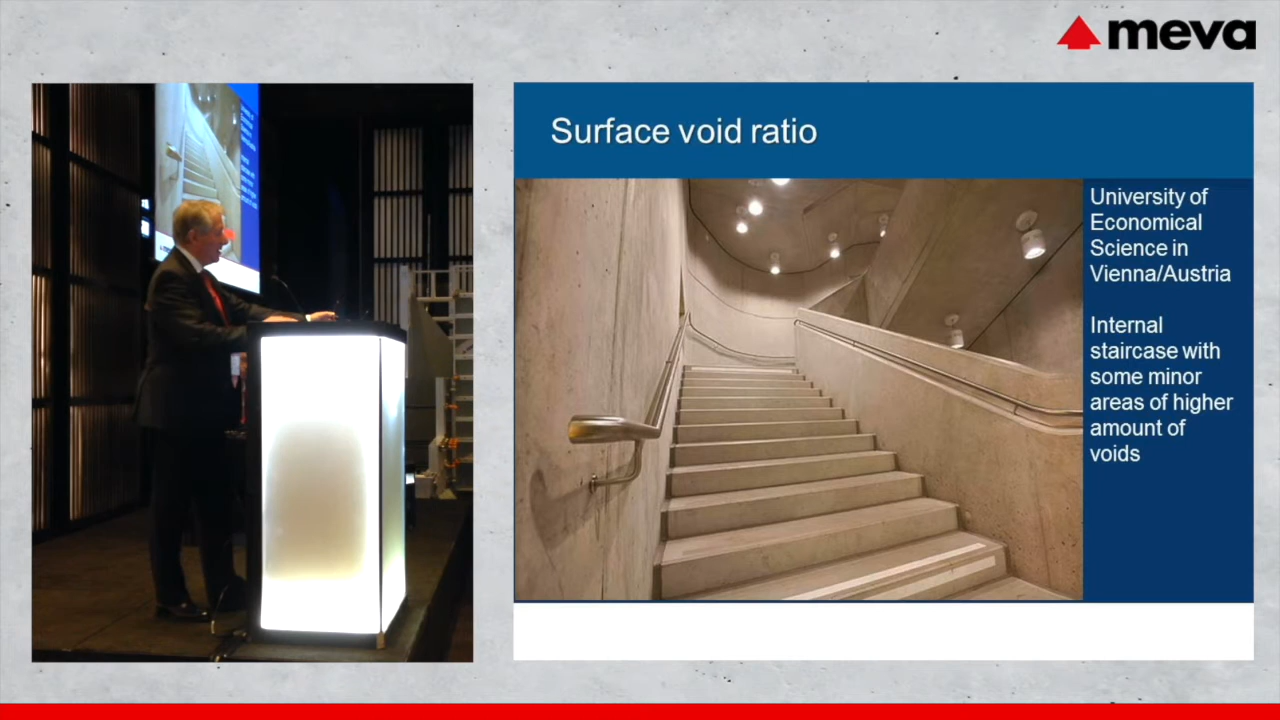 meva
Surface void ratio
University of
Economical
Science in
Vienna/Austria
Internal
staircase with
some minor
areas of higher
amount of
voids